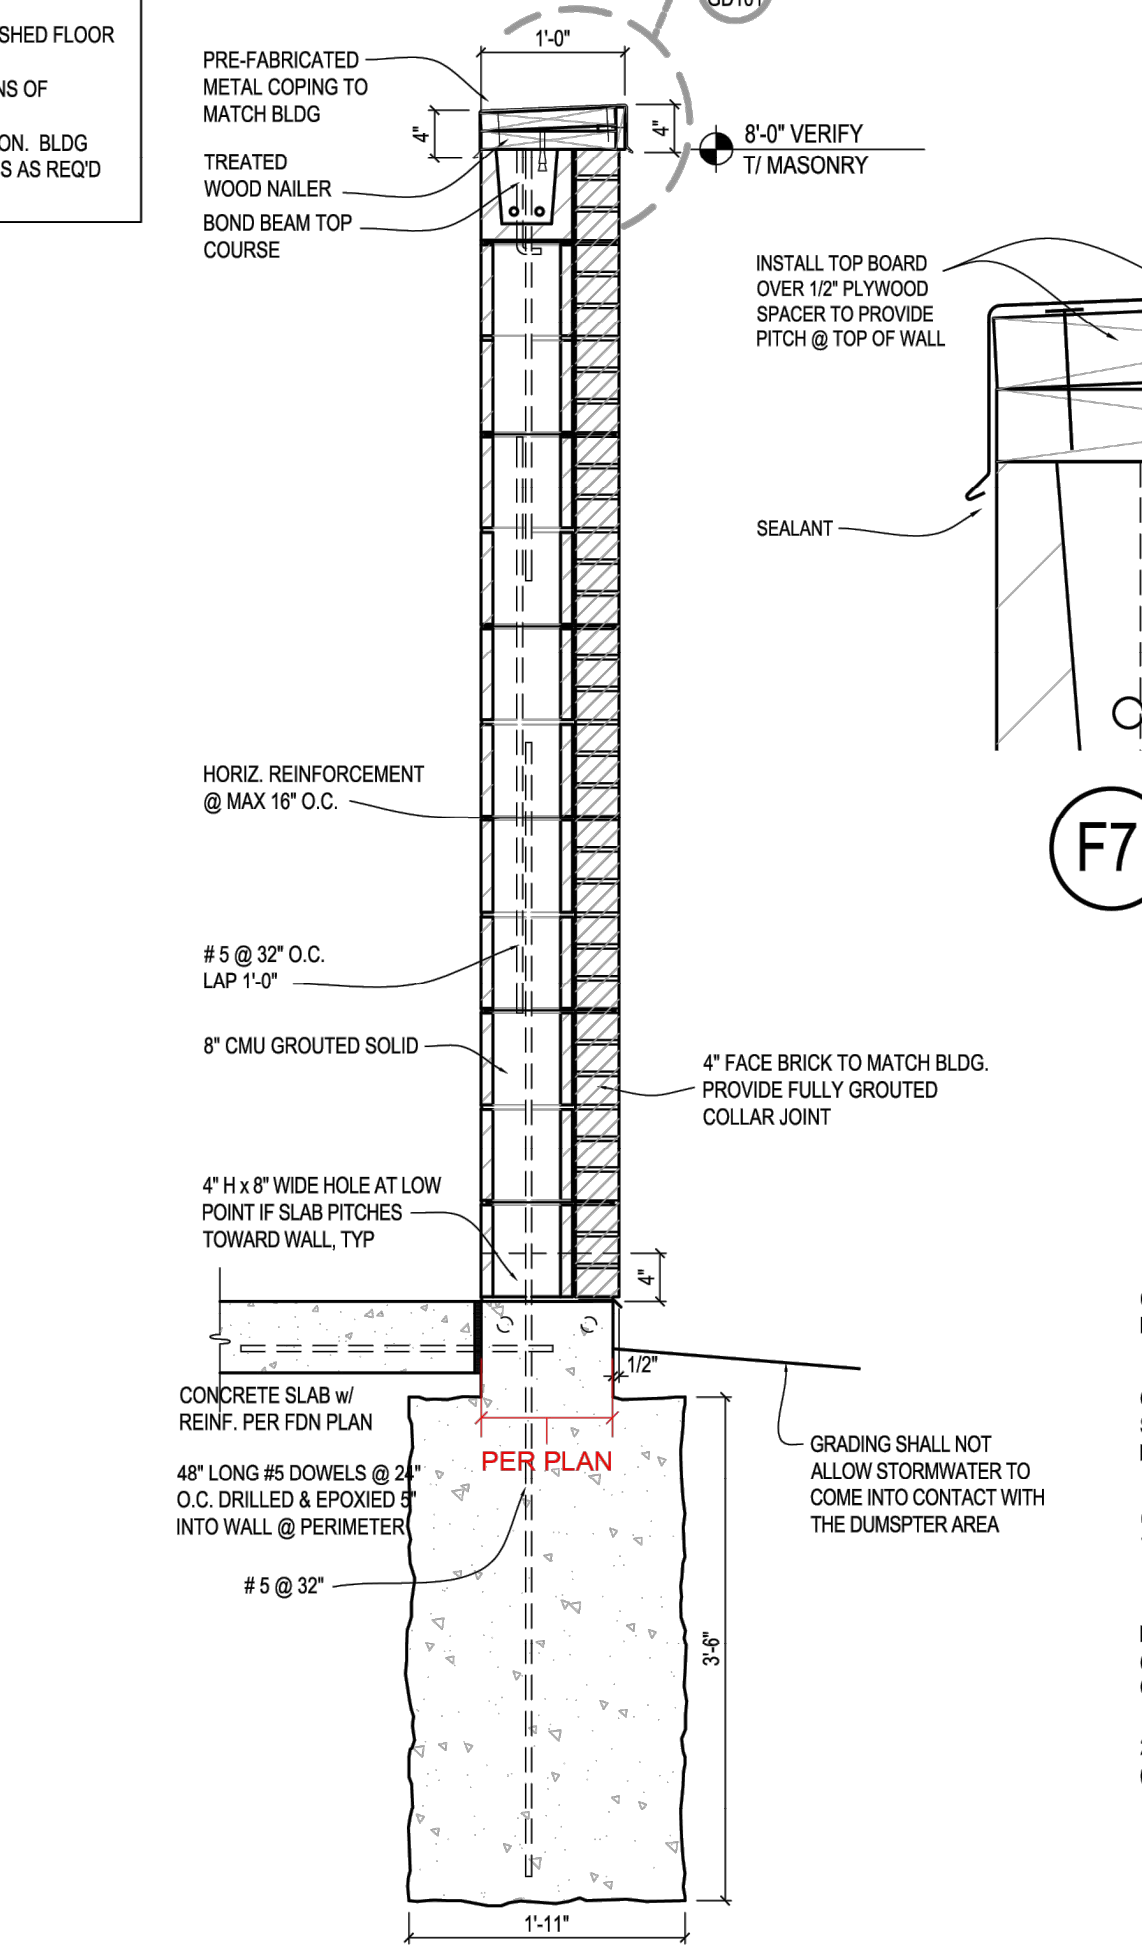 SHED FLOOR
NS OF
ON. BLDG
S AS REQ'D
GD101
1'-0"
PRE-FABRICATED
METAL COPING TO
MATCH BLDG
4"
4"
8'-0" VERIFY
T/ MASONRY
TREATED
WOOD NAILER
BOND BEAM TOP
COURSE
INSTALL TOP BOARD
OVER 1/2" PLYWOOD
SPACER TO PROVIDE
PITCH @ TOP OF WALL
SEALANT
HORIZ. REINFORCEMENT
@ MAX 16" O.C.
F7
# 5 @ 32" O.C.
LAP 1'-0"
8" CMU GROUTED SOLID
4" FACE BRICK TO MATCH BLDG.
PROVIDE FULLY GROUTED
COLLAR JOINT
4" H x 8" WIDE HOLE AT LOW
POINT IF SLAB PITCHES
TOWARD WALL, TYP
4"
1/2"
CONCRETE SLAB w/
REINF. PER FDN PLAN
PER PLAN
GRADING SHALL NOT
ALLOW STORMWATER TO
COME INTO CONTACT WITH
THE DUMSPTER AREA
48" LONG #5 DOWELS @ 24"
O.C. DRILLED & EPOXIED 5"
INTO WALL @ PERIMETER
# 5 @ 32"
3'-6"
1'-11"